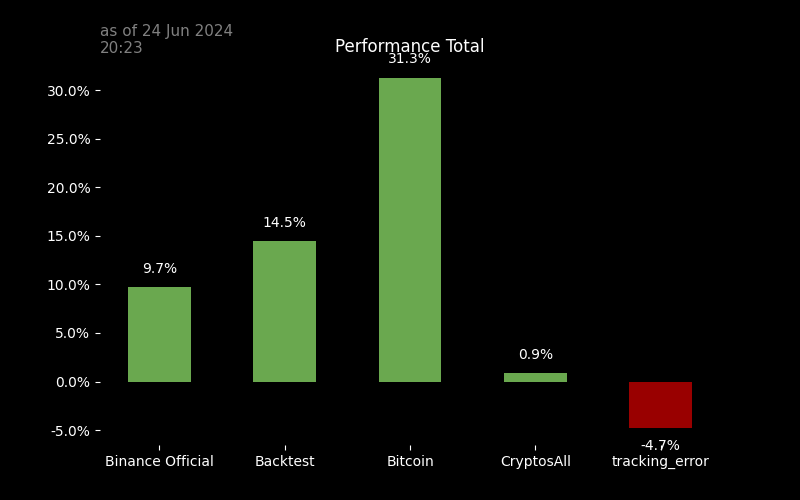 as of 24 Jun 2024
20:23
Performance Total
31.3%
30.0%
25.0%
20.0%
15.0%
10.0%
5.0%
0.0%
-5.0%
9.7%
14.5%
0.9%
-4.7%
Binance Official
Backtest
Bitcoin
CryptosAll
tracking_error